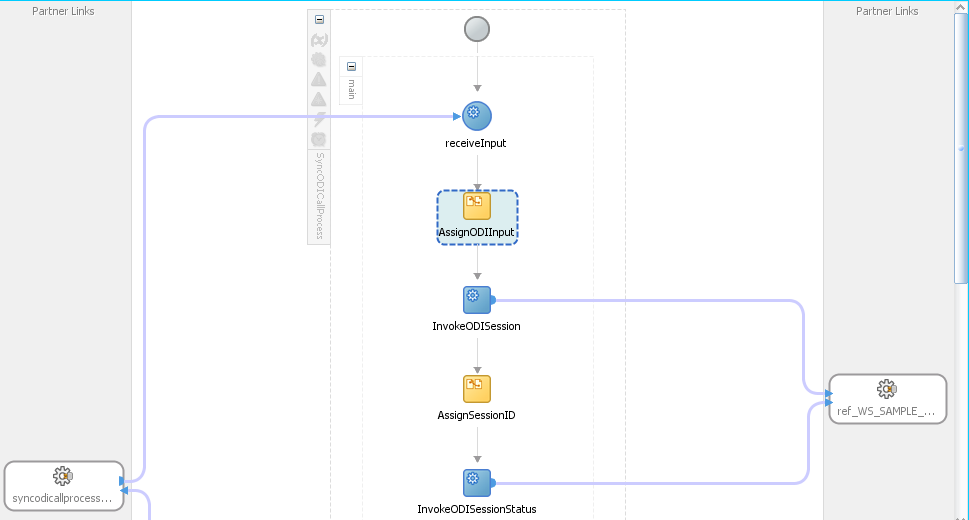 Partner Links
Partner Links
main
receiveInput
SyncODICallProcess
AssignODIInput
InvokeODISession
AssignSessionID
ref_WS_SAMPLE_...
syncodicallprocess...
InvokeODISessionStatus